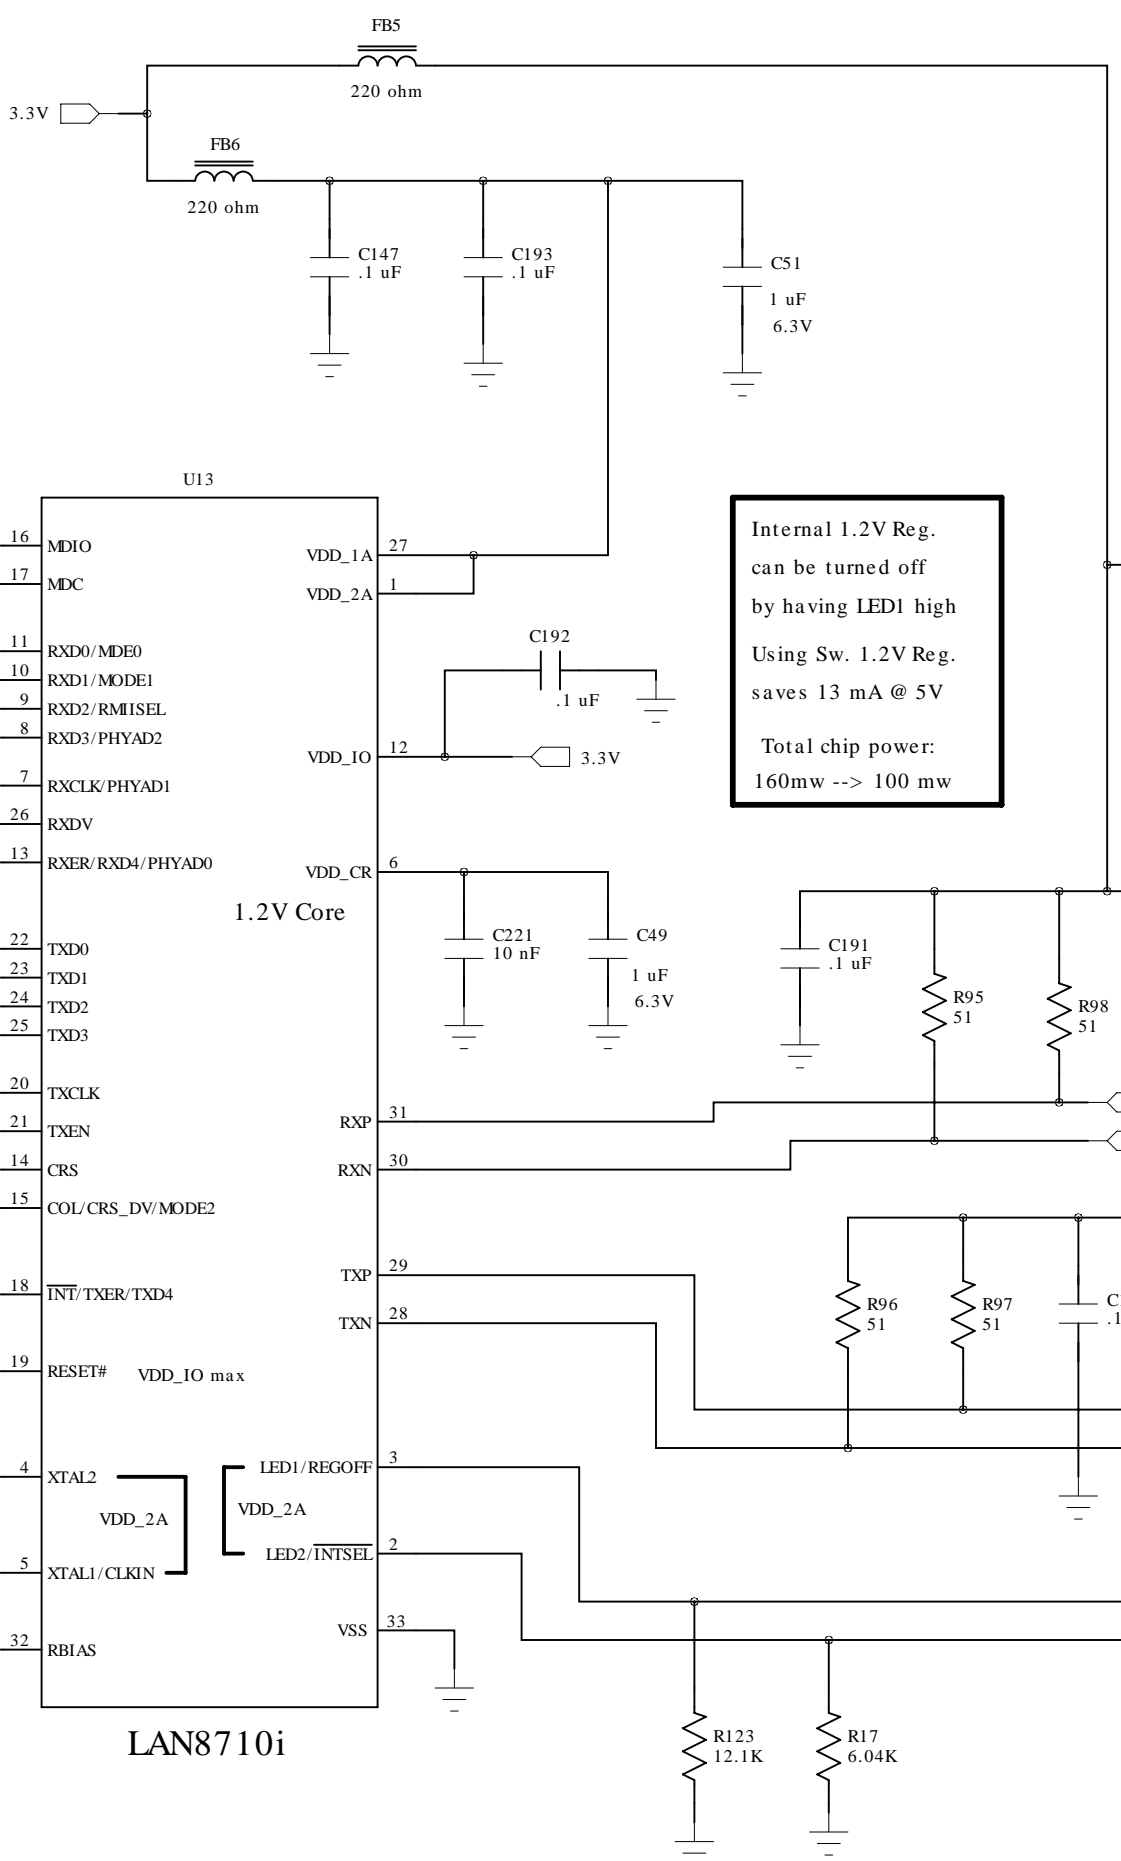 FB5
220 ohm
3.3V
FB6
220 ohm
C147
.1 uF
C193
.1 uF
C51
1 uF
6.3V
U13
16 MDIO
17 MDC
11 RXD0/MDE0
10 RXD1/MODE1
9 RXD2/RMIISEL
8 RXD3/PHYAD2
7 RXCLK/PHYAD1
26 RXDV
13 RXER/RXD4/PHYAD0
22 TXD0
23 TXD1
24 TXD2
25 TXD3
20 TXCLK
21 TXEN
14 CRS
15 COL/CRS_DV/MODE2
18 INT/TXER/TXD4
19 RESET# VDD_IO max
4 XTAL2
VDD_2A
5 XTAL1/CLKIN
32 RBIAS
VDD_1A 27
VDD_2A 1
VDD_IO 12
VDD_CR 6
1.2V Core
RXP 31
RXN 30
TXP 29
TXN 28
LED1/REGOFF 3
VDD_2A
LED2/INTSEL 2
VSS 33
LAN8710i
C192
.1 uF
3.3V
C221
10 nF
C49
1 uF
6.3V
Internal 1.2V Reg.
can be turned off
by having LED1 high
Using Sw. 1.2V Reg.
saves 13 mA @ 5V
Total chip power:
160mw --> 100 mw
C191
.1 uF
R95
51
R98
51
R96
51
R97
51
R123
12.1K
R17
6.04K